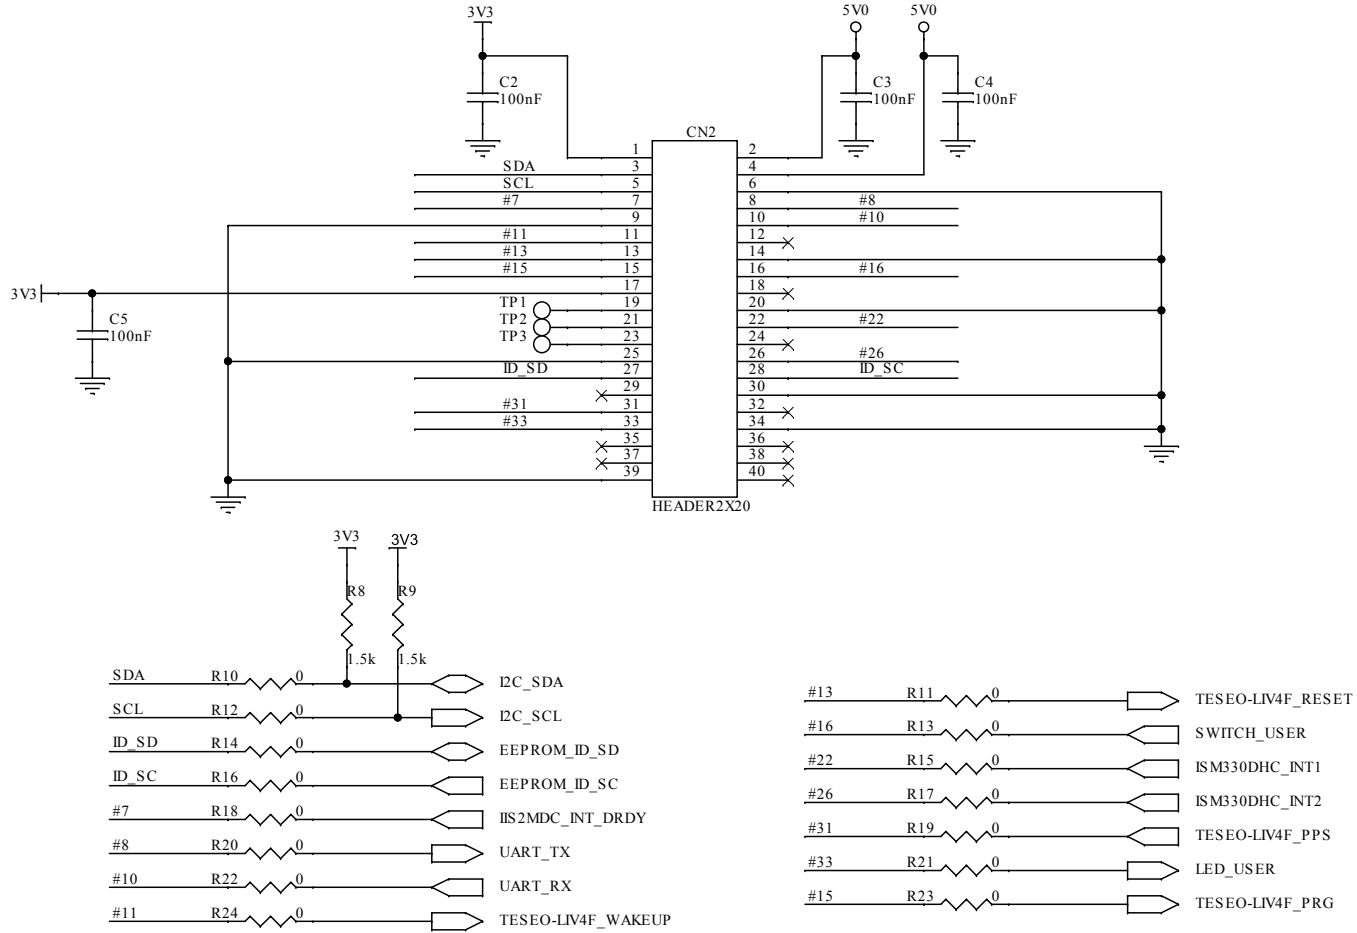 3V3 5V0 5V0
C2 C3 C4
100nF 100nF 100nF
CN2
1 2
SDA 3 4
SCL 5 6
#7 7 8 #8
9 10 #10
#11 11 12
#13 13 14
#15 15 16 #16
3V3 17 18
TP1 19 20
C5 TP2 21 22 #22
100nF TP3 23 24
25 26 #26
ID_SD 27 28 ID_SC
29 30
#31 31 32
#33 33 34
35 36
37 38
39 40
HEADER2X20
3V3 3V3
R8 R9
1.5k 1.5k
SDA R10 0 I2C_SDA
SCL R12 0 I2C_SCL
ID_SD R14 0 EEPROM_ID_SD
ID_SC R16 0 EEPROM_ID_SC
#7 R18 0 IIS2MDC_INT_DRDY
#8 R20 0 UART_TX
#10 R22 0 UART_RX
#11 R24 0 TESEO-LIV4F_WAKEUP
#13 R11 0 TESEO-LIV4F_RESET
#16 R13 0 SWITCH_USER
#22 R15 0 ISM330DHC_INT1
#26 R17 0 ISM330DHC_INT2
#31 R19 0 TESEO-LIV4F_PPS
#33 R21 0 LED_USER
#15 R23 0 TESEO-LIV4F_PRG